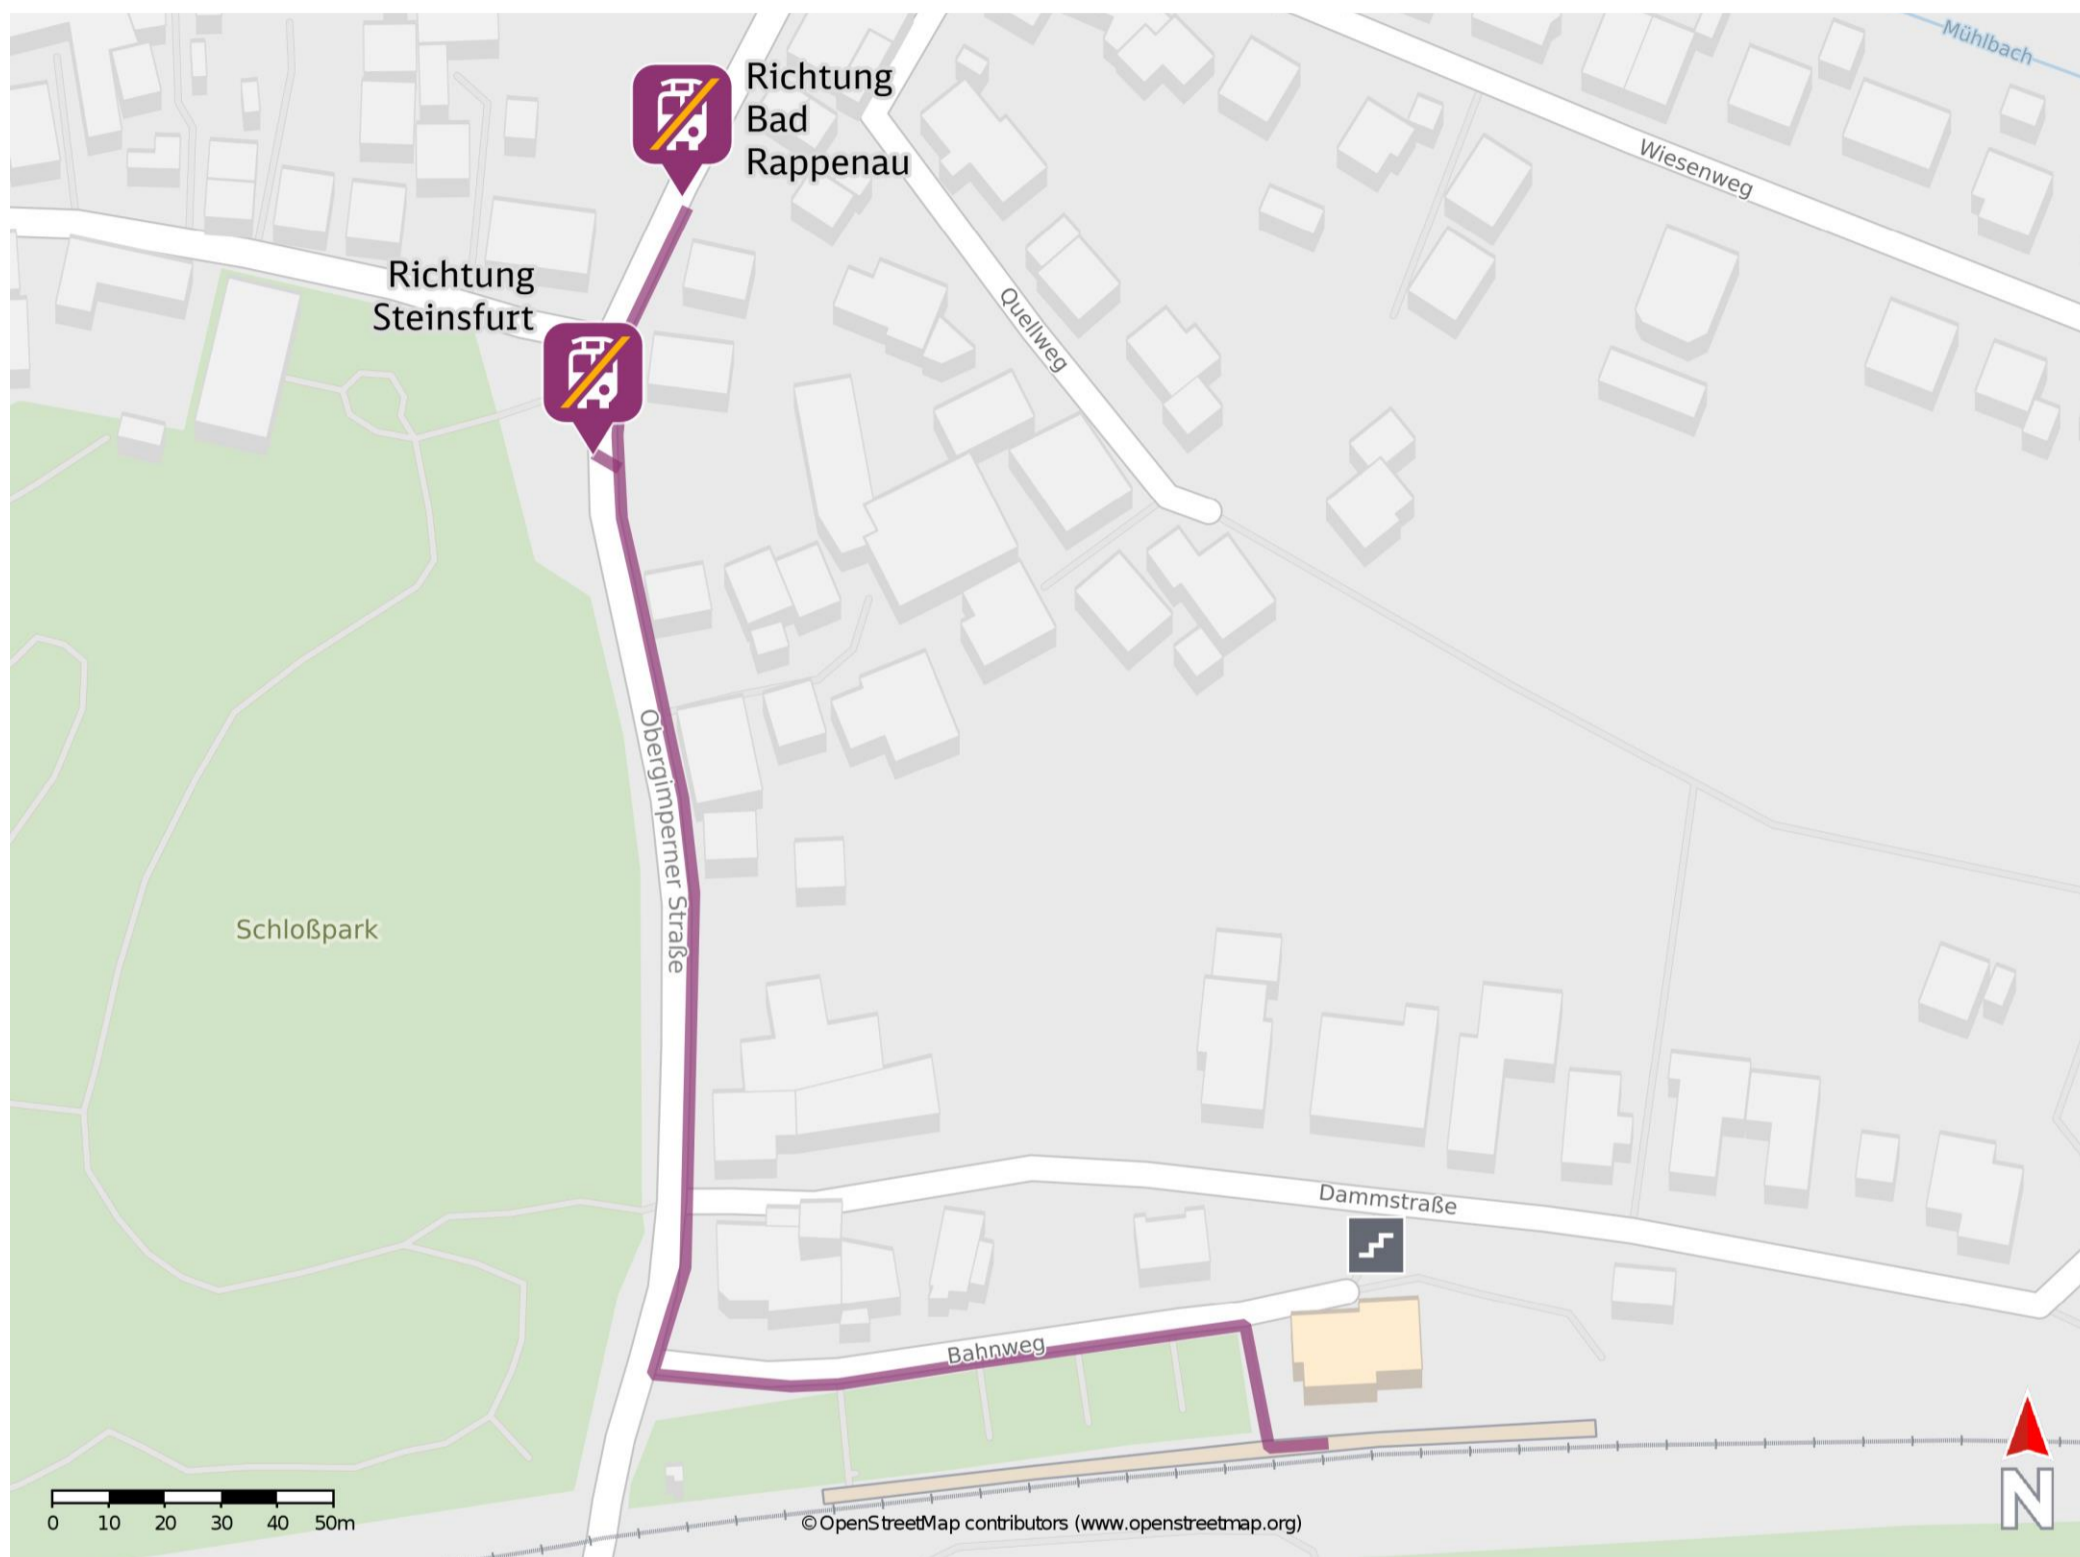 Mühlbach
Richtung
Bad
Rappenau
Wiesenweg
Richtung
Steinsfurt
Quellweg
Obergimperner Straße
Schloßpark
Dammstraße
Bahnweg
N
0 10 20 30 40 50m
©OpenStreetMap contributors (www.openstreetmap.org)